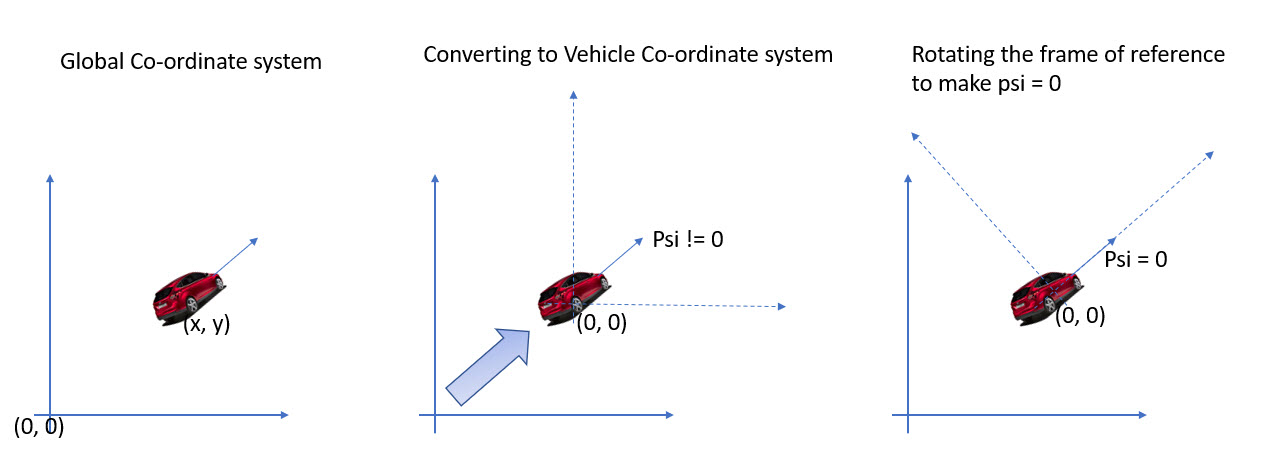 Global Co-ordinate system
(x, y)
(0, 0)
Converting to Vehicle Co-ordinate system
Psi != 0
(0, 0)
Rotating the frame of reference
to make psi = 0
Psi = 0
(0, 0)